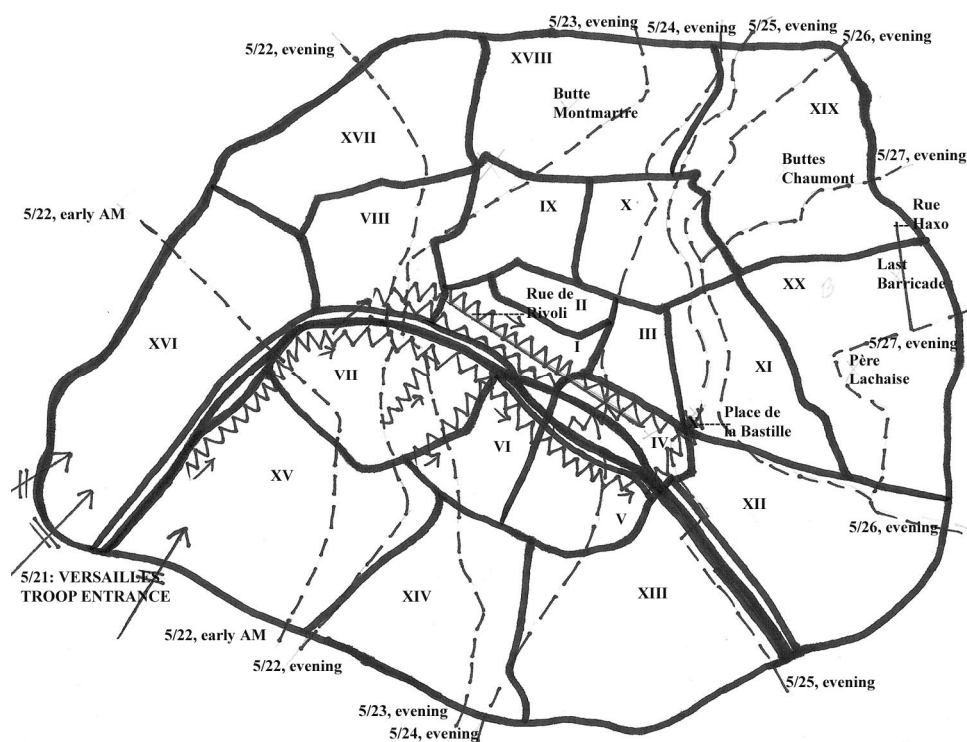 5/23, evening
5/24, evening
5/25, evening
5/26, evening
5/22, evening
XVIII
Butte
Montmartre
XIX
XVII
Buttes
Chaumont
5/27, evening
5/22, early AM
VIII
IX
X
Rue
Haxo
XX
Last
Barricade
Rue de
Rivoli
II
III
I
XVI
VII
XI
5/27, evening
Père
Lachaise
X
Place de
la Bastille
VI
IV
XV
V
XII
5/26, evening
5/21: VERSAILLES
TROOP ENTRANCE
XIV
XIII
5/22, early AM
5/22, evening
5/25, evening
5/23, evening
5/24, evening